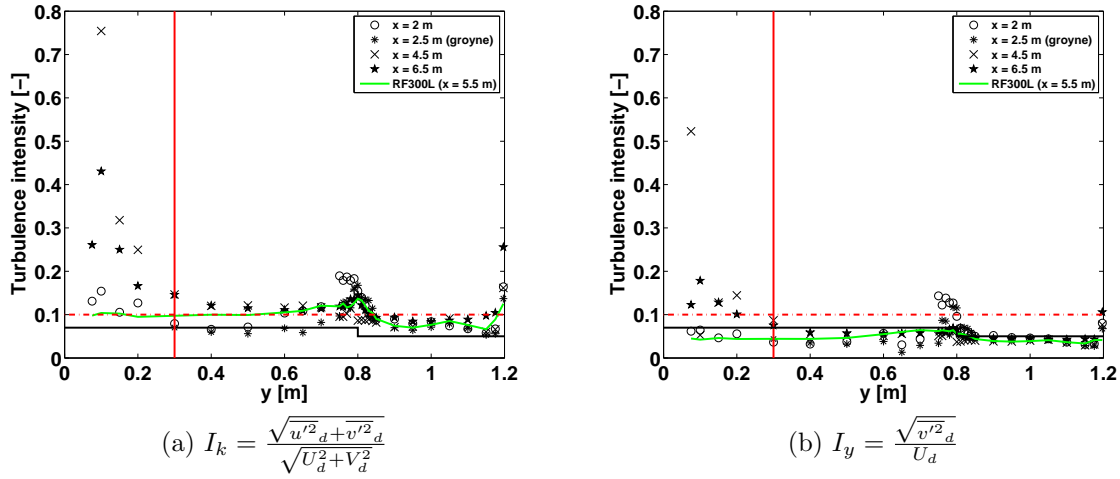 0.8
0.7
0.6
0.5
0.4
0.3
0.2
0.1
0
Turbulence intensity [−]
0 0.2 0.4 0.6 0.8 1 1.2
y [m]
x = 2 m
x = 2.5 m (groyne)
x = 4.5 m
x = 6.5 m
RF300L (x = 5.5 m)
(a) $I_k = \frac{\sqrt{\overline{u'^2}_d + \overline{v'^2}_d}}{\sqrt{U_d^2 + V_d^2}}$
0.8
0.7
0.6
0.5
0.4
0.3
0.2
0.1
0
Turbulence intensity [−]
0 0.2 0.4 0.6 0.8 1 1.2
y [m]
x = 2 m
x = 2.5 m (groyne)
x = 4.5 m
x = 6.5 m
RF300L (x = 5.5 m)
(b) $I_y = \frac{\sqrt{\overline{v'^2}_d}}{U_d}$